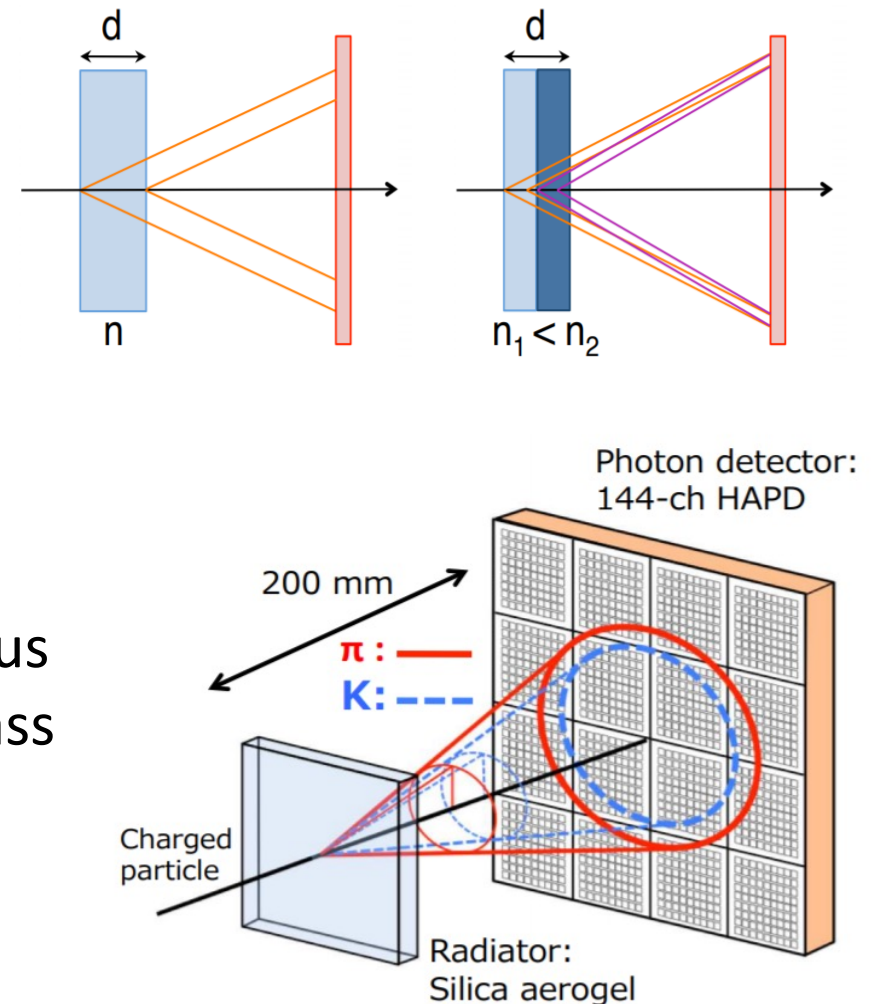 d
d
n
n₁ < n₂
Photon detector:
144-ch HAPD
200 mm
us
π :
K:
ss
Charged
particle
Radiator:
Silica aerogel